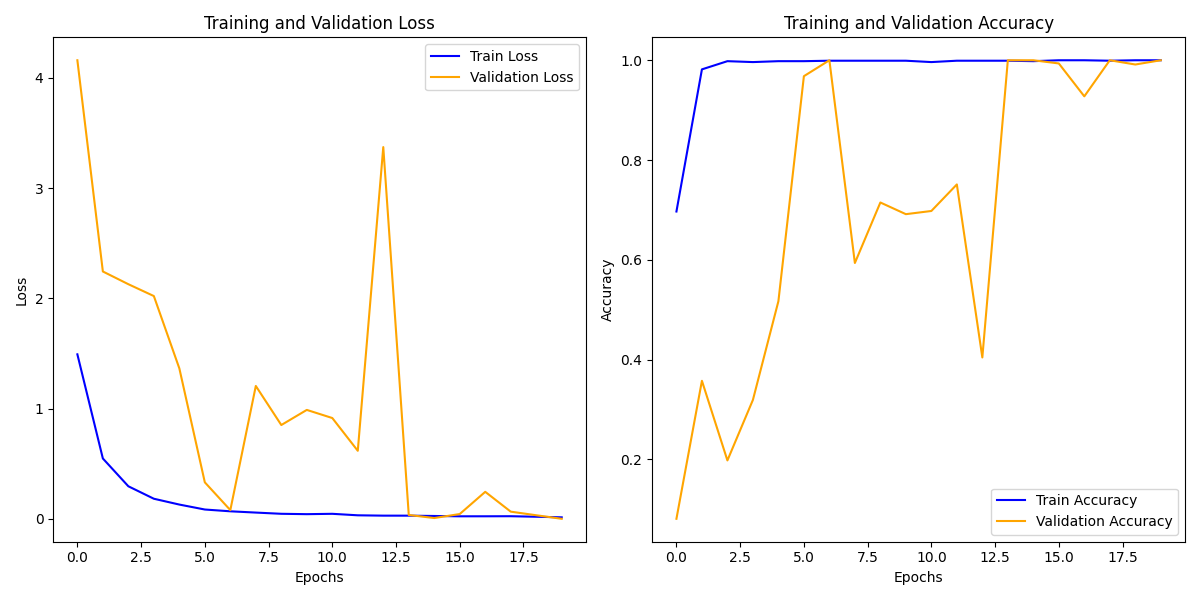 Training and Validation Loss
Train Loss
Validation Loss
4
3
2
1
0
Loss
0.0 2.5 5.0 7.5 10.0 12.5 15.0 17.5
Epochs
Training and Validation Accuracy
1.0
0.8
0.6
0.4
0.2
Accuracy
Train Accuracy
Validation Accuracy
0.0 2.5 5.0 7.5 10.0 12.5 15.0 17.5
Epochs